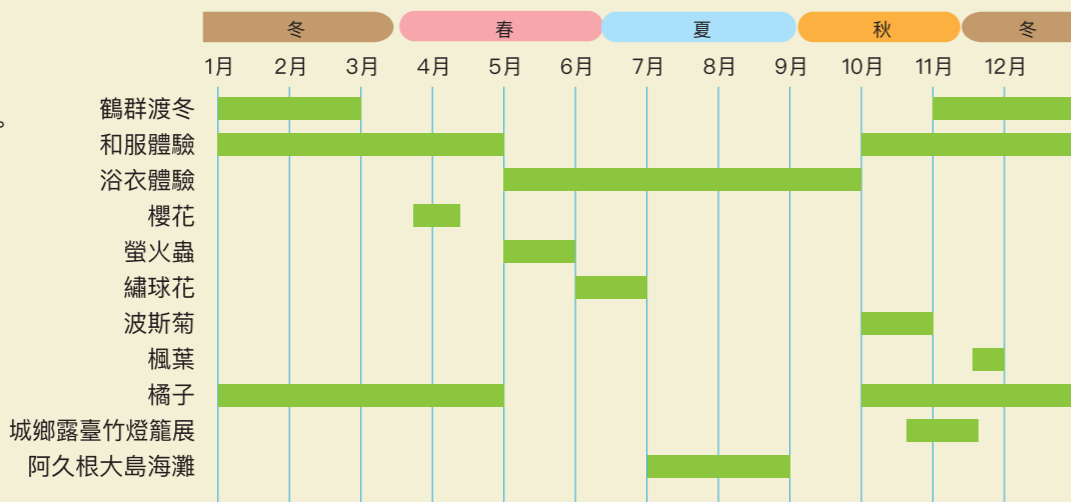 冬 春 夏 秋 冬
1月 2月 3月 4月 5月 6月 7月 8月 9月 10月 11月 12月
鶴群渡冬
。
和服體驗
浴衣體驗
櫻花
螢火蟲
繡球花
波斯菊
楓葉
橘子
城鄉露臺竹燈籠展
阿久根大島海灘